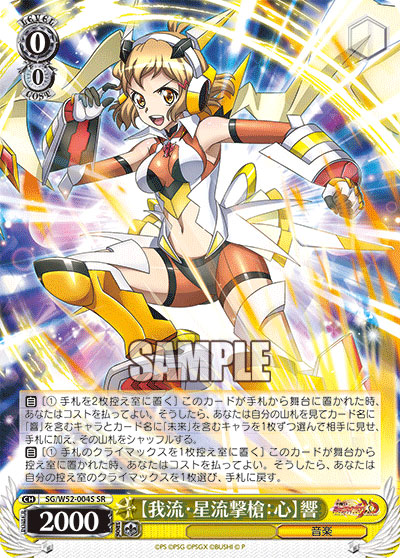 LEVEL
0
0
COST
SAMPLE
自【① 手札を2枚控え室に置く】このカードが手札から舞台に置かれた時、
あなたはコストを払ってよい。そうしたら、あなたは自分の山札を見てカード名に
「響」を含むキャラとカード名に「未来」を含むキャラを1枚ずつ選んで相手に見せ、
手札に加え、その山札をシャッフルする。
自【① 手札のクライマックスを1枚控え室に置く】このカードが手札から舞台に
置かれた時、あなたはコストを払ってよい。そうしたら、あなたは自分の控え室
のクライマックスを1枚選び、手札に戻す。
CH SG/W52-004S SR
2000
[我流·星流撃槍:心] 響
音楽
©PS ©PSG ©PSGX ©BUSHI © P